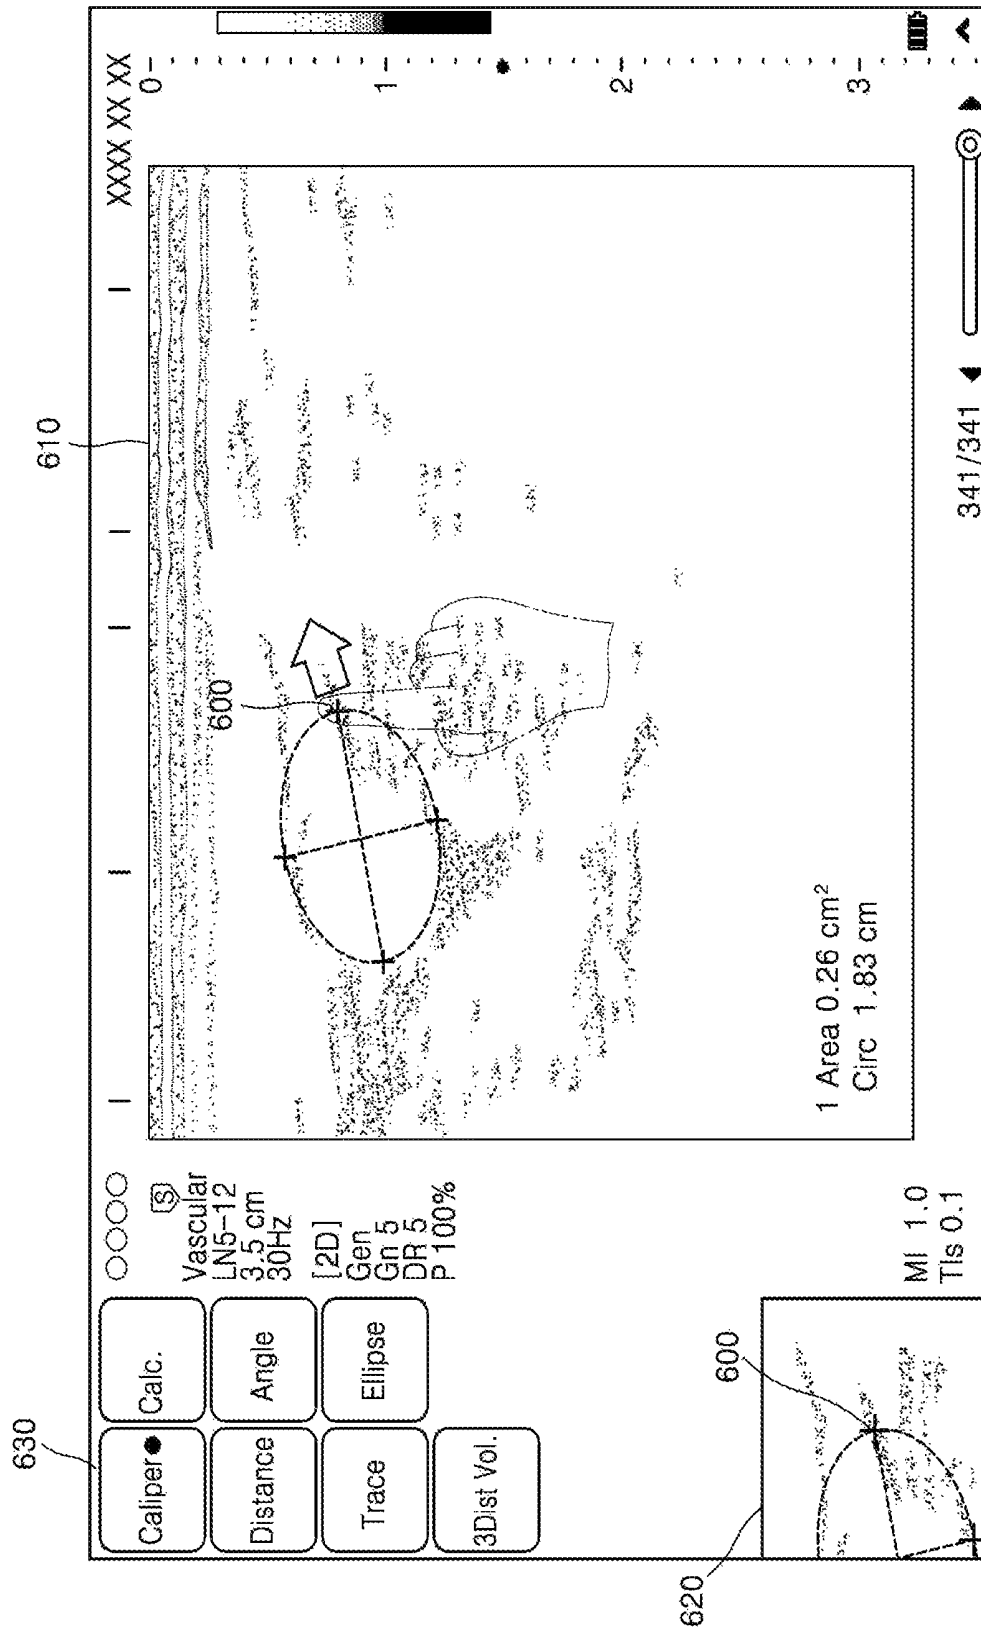 630
610
Caliper
Calc.
Distance
Angle
Trace
Ellipse
3Dist Vol.
S
Vascular
LN5-12
3.5 cm
30Hz
[2D]
Gen
Gn 5
DR 5
P 100%
XXXX XX XX
0
1
2
3
600
1 Area 0.26 cm²
Circ 1.83 cm
MI 1.0
TIs 0.1
341/341
620
600